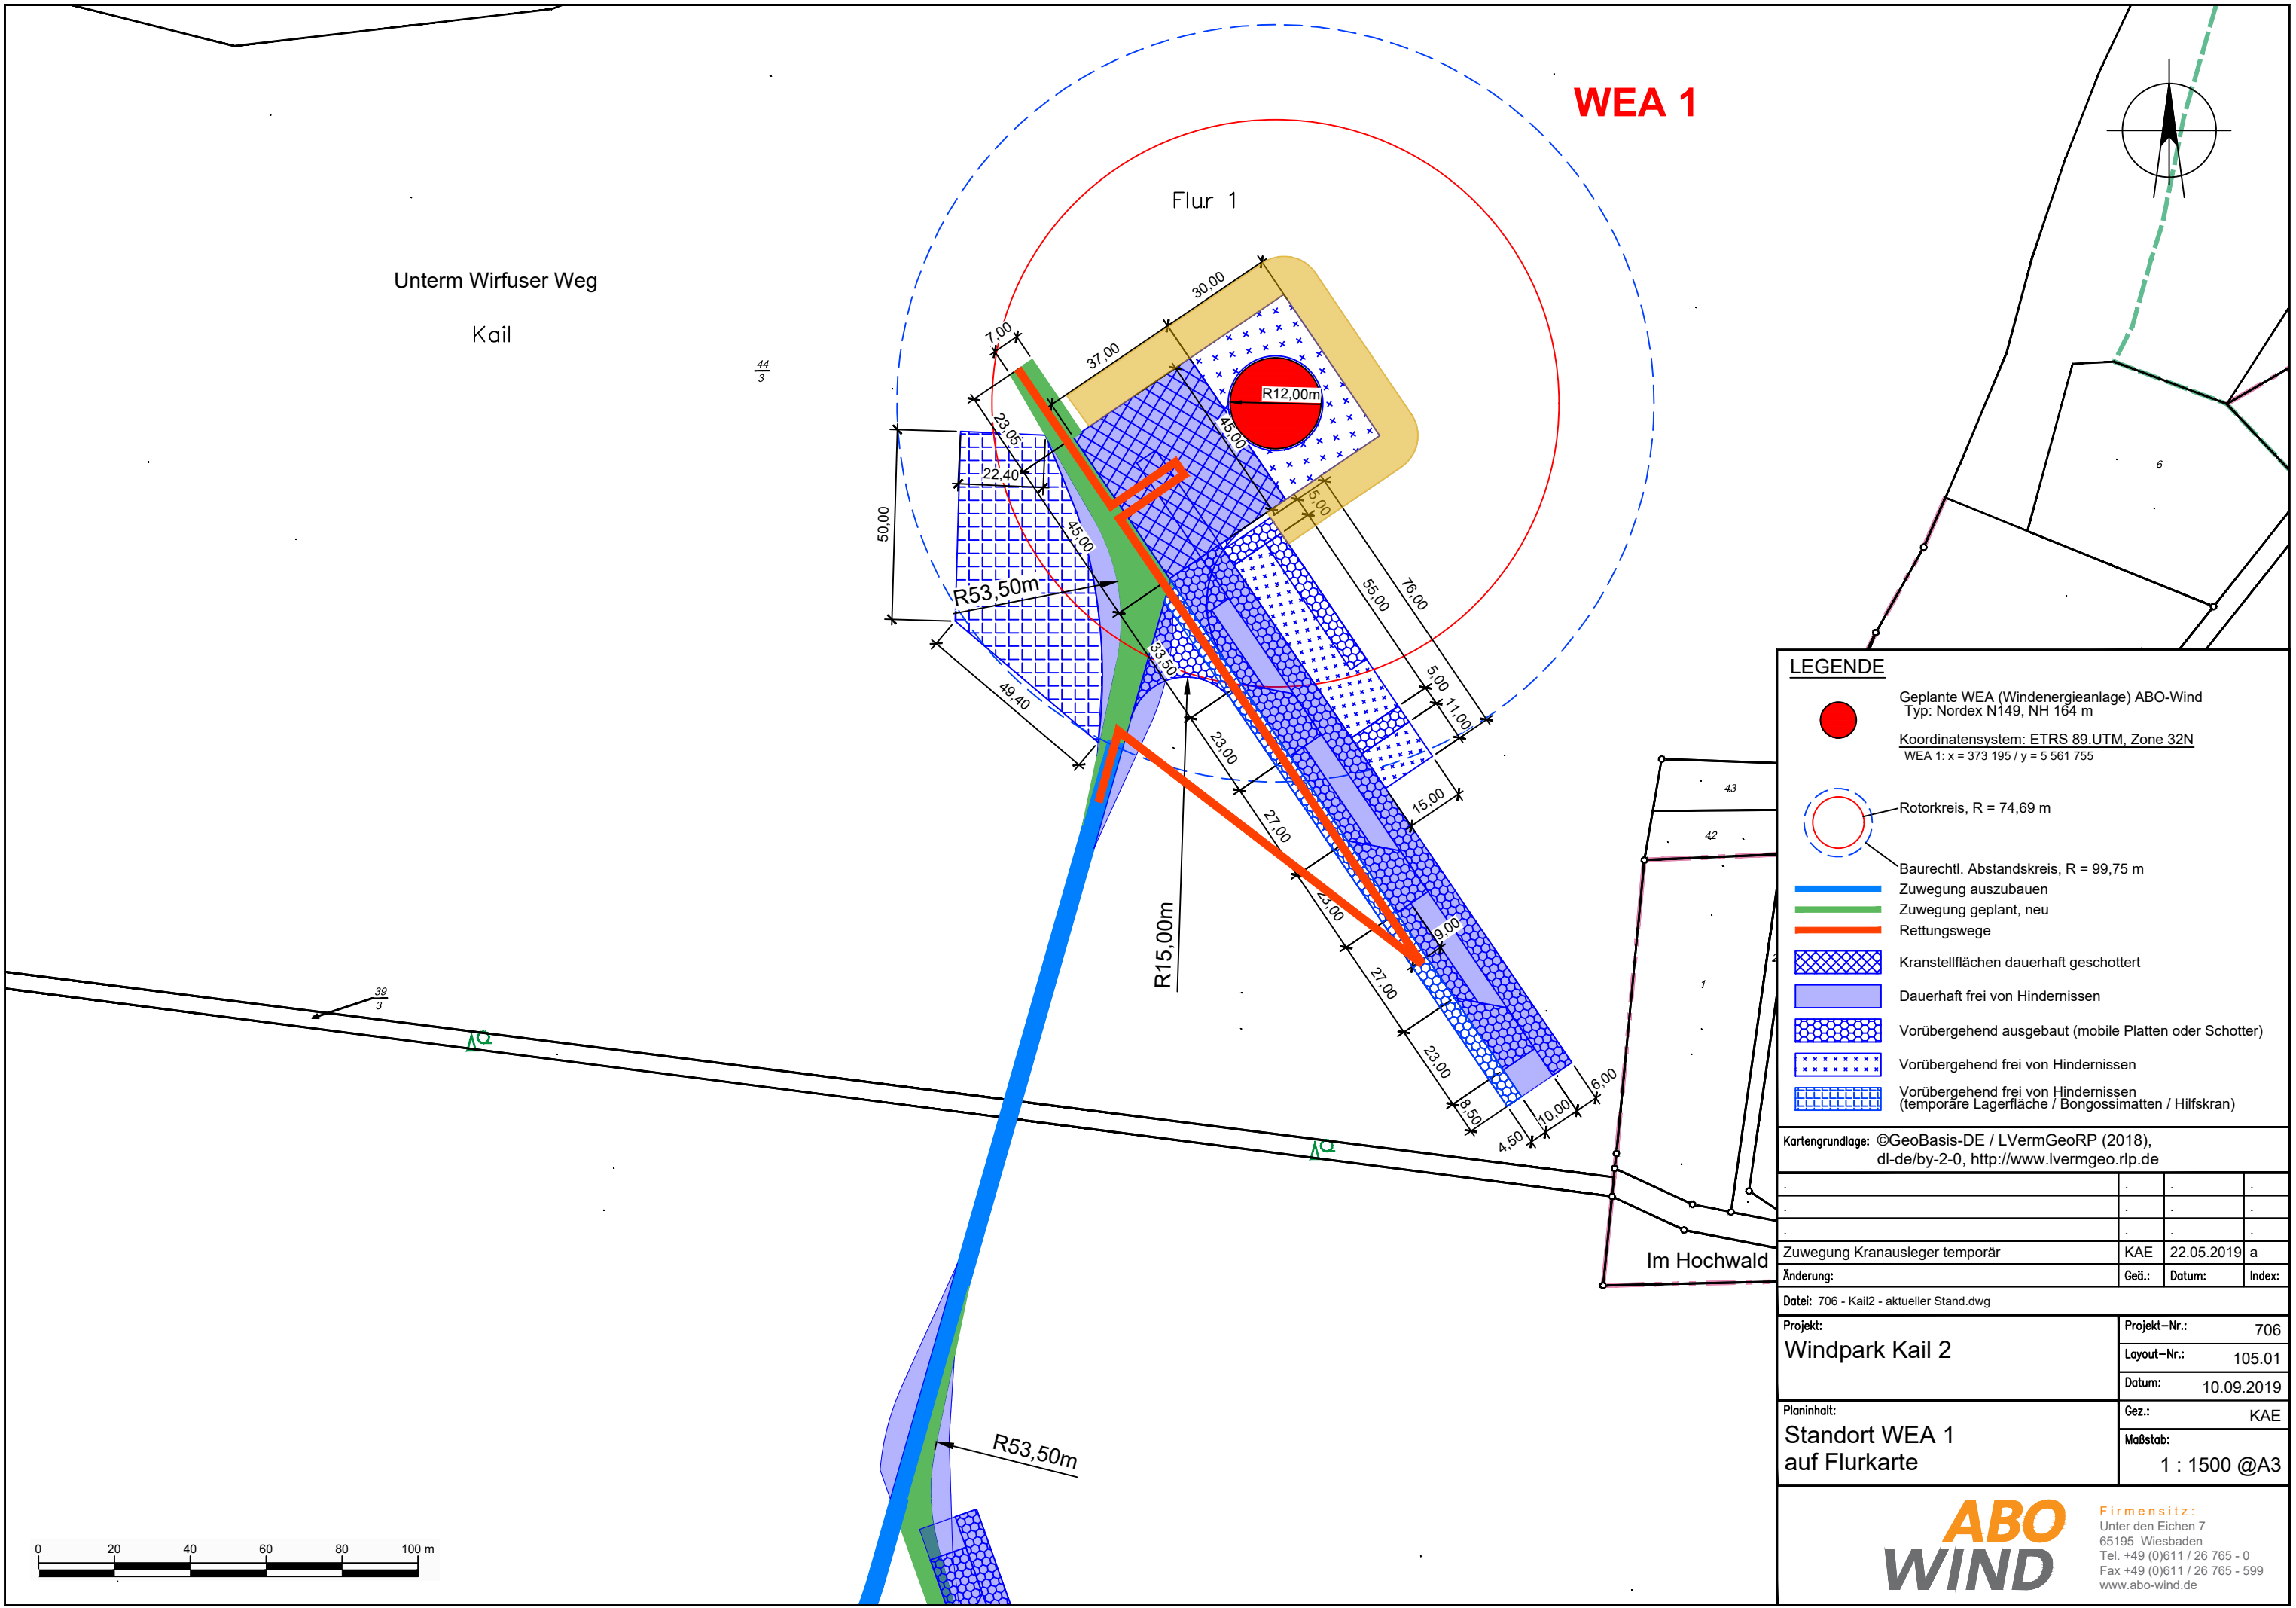 WEA 1
Flur 1
Unterm Wirfuser Weg
Kail
44
3
30,00
7,00
37,00
23,05
R12,00m
45,00
22,40
5,00
50,00
45,00
R53,50m
55,00
76,00
33,50
49,40
5,00
11,00
23,00
15,00
27,00
23,00
9,00
R15,00m
27,00
23,00
8,50
6,00
10,00
4,50
39
3
6
43
42
1
2
Im Hochwald
R53,50m
0 20 40 60 80 100 m
LEGENDE
Geplante WEA (Windenergieanlage) ABO-Wind
Typ: Nordex N149, NH 164 m
Koordinatensystem: ETRS 89.UTM, Zone 32N
WEA 1: x = 373 195 / y = 5 561 755
Rotorkreis, R = 74,69 m
Baurechtl. Abstandskreis, R = 99,75 m
Zuwegung auszubauen
Zuwegung geplant, neu
Rettungswege
Kranstellflächen dauerhaft geschottert
Dauerhaft frei von Hindernissen
Vorübergehend ausgebaut (mobile Platten oder Schotter)
Vorübergehend frei von Hindernissen
Vorübergehend frei von Hindernissen
(temporäre Lagerfläche / Bongossimatten / Hilfskran)
Kartengrundlage: ©GeoBasis-DE / LVermGeoRP (2018),
dl-de/by-2-0, http://www.lvermgeo.rlp.de
Zuwegung Kranausleger temporär KAE 22.05.2019 a
Änderung: Geä.: Datum: Index:
Datei: 706 - Kail2 - aktueller Stand.dwg
Projekt:
Windpark Kail 2
Projekt-Nr.: 706
Layout-Nr.: 105.01
Datum: 10.09.2019
Planinhalt:
Standort WEA 1
auf Flurkarte
Gez.: KAE
Maßstab:
1 : 1500 @A3
ABO
WIND
Firmensitz:
Unter den Eichen 7
65195 Wiesbaden
Tel. +49 (0)611 / 26 765 - 0
Fax +49 (0)611 / 26 765 - 599
www.abo-wind.de